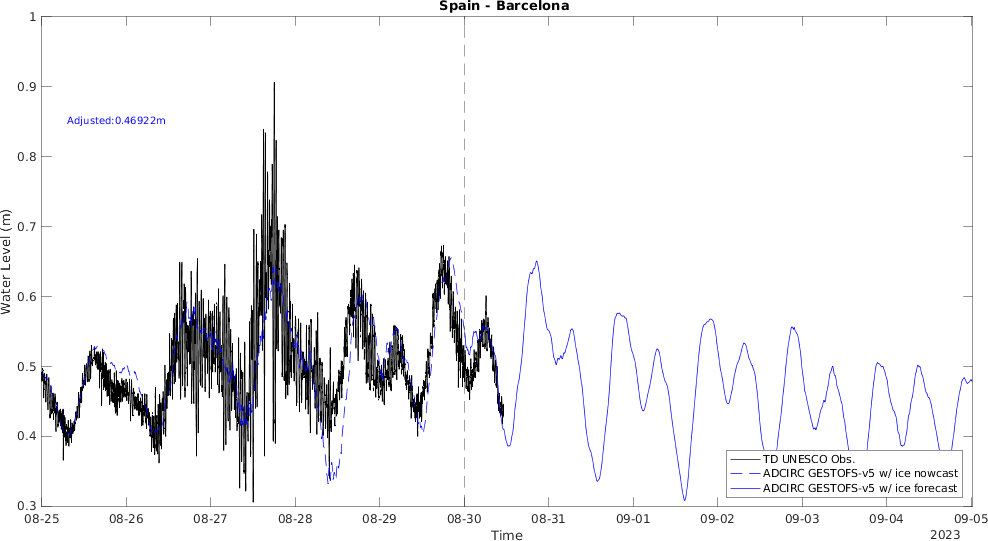 Spain - Barcelona
1
0.9
Adjusted:0.46922m
0.8
0.7
Water Level (m)
0.6
0.5
0.4
0.3
TD UNESCO Obs.
ADCIRC GESTOFS-v5 w/ ice nowcast
ADCIRC GESTOFS-v5 w/ ice forecast
08-25 08-26 08-27 08-28 08-29 08-30 08-31 09-01 09-02 09-03 09-04 09-05
Time
2023